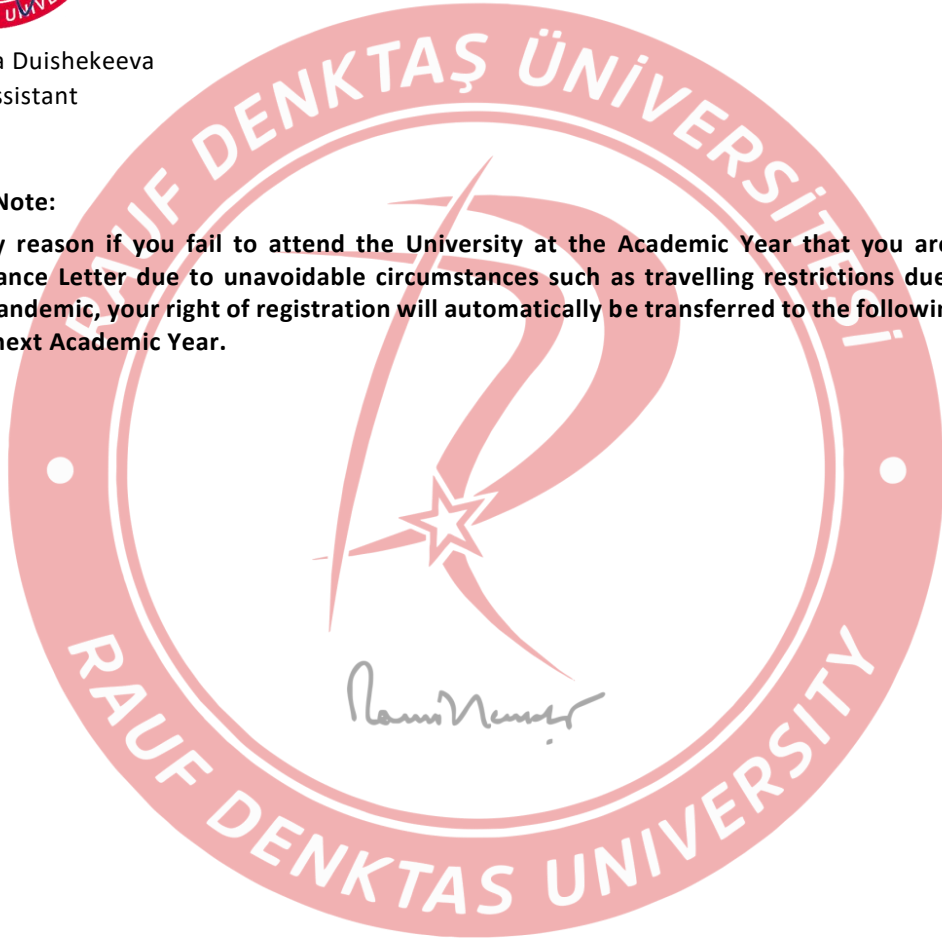 UNIVE
a Duishekeeva
ssistant
Note:
y reason if you fail to attend the University at the Academic Year that you are
ance Letter due to unavoidable circumstances such as travelling restrictions due
andemic, your right of registration will automatically be transferred to the followin
next Academic Year.
RAUF DENKTAŞ ÜNİVERSİTESİ
RAUF DENKTAS UNIVERSITY